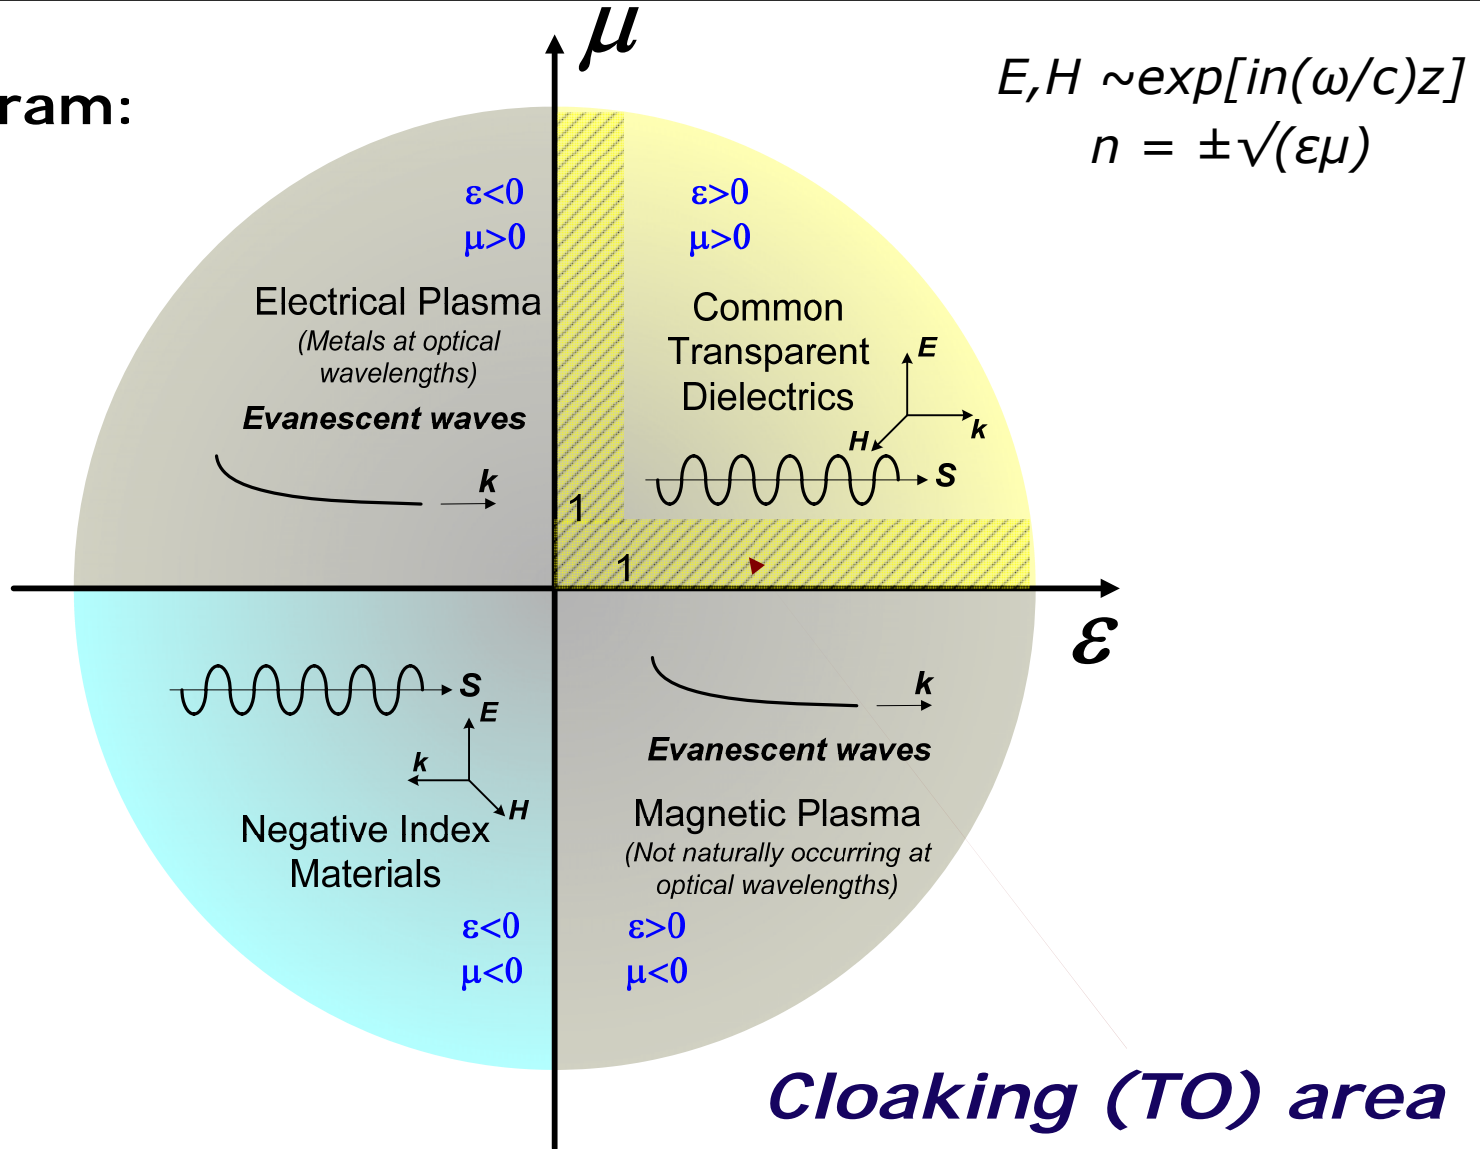 ram:
μ
E,H ~exp[in(ω/c)z]
n = ±√(εμ)
ε<0
μ>0
ε>0
μ>0
Electrical Plasma
(Metals at optical
wavelengths)
Evanescent waves
k
Common
Transparent
Dielectrics
E
k
H
S
1
1
ε
S
E
k
H
Negative Index
Materials
ε<0
μ<0
k
Evanescent waves
Magnetic Plasma
(Not naturally occurring at
optical wavelengths)
ε>0
μ<0
Cloaking (TO) area